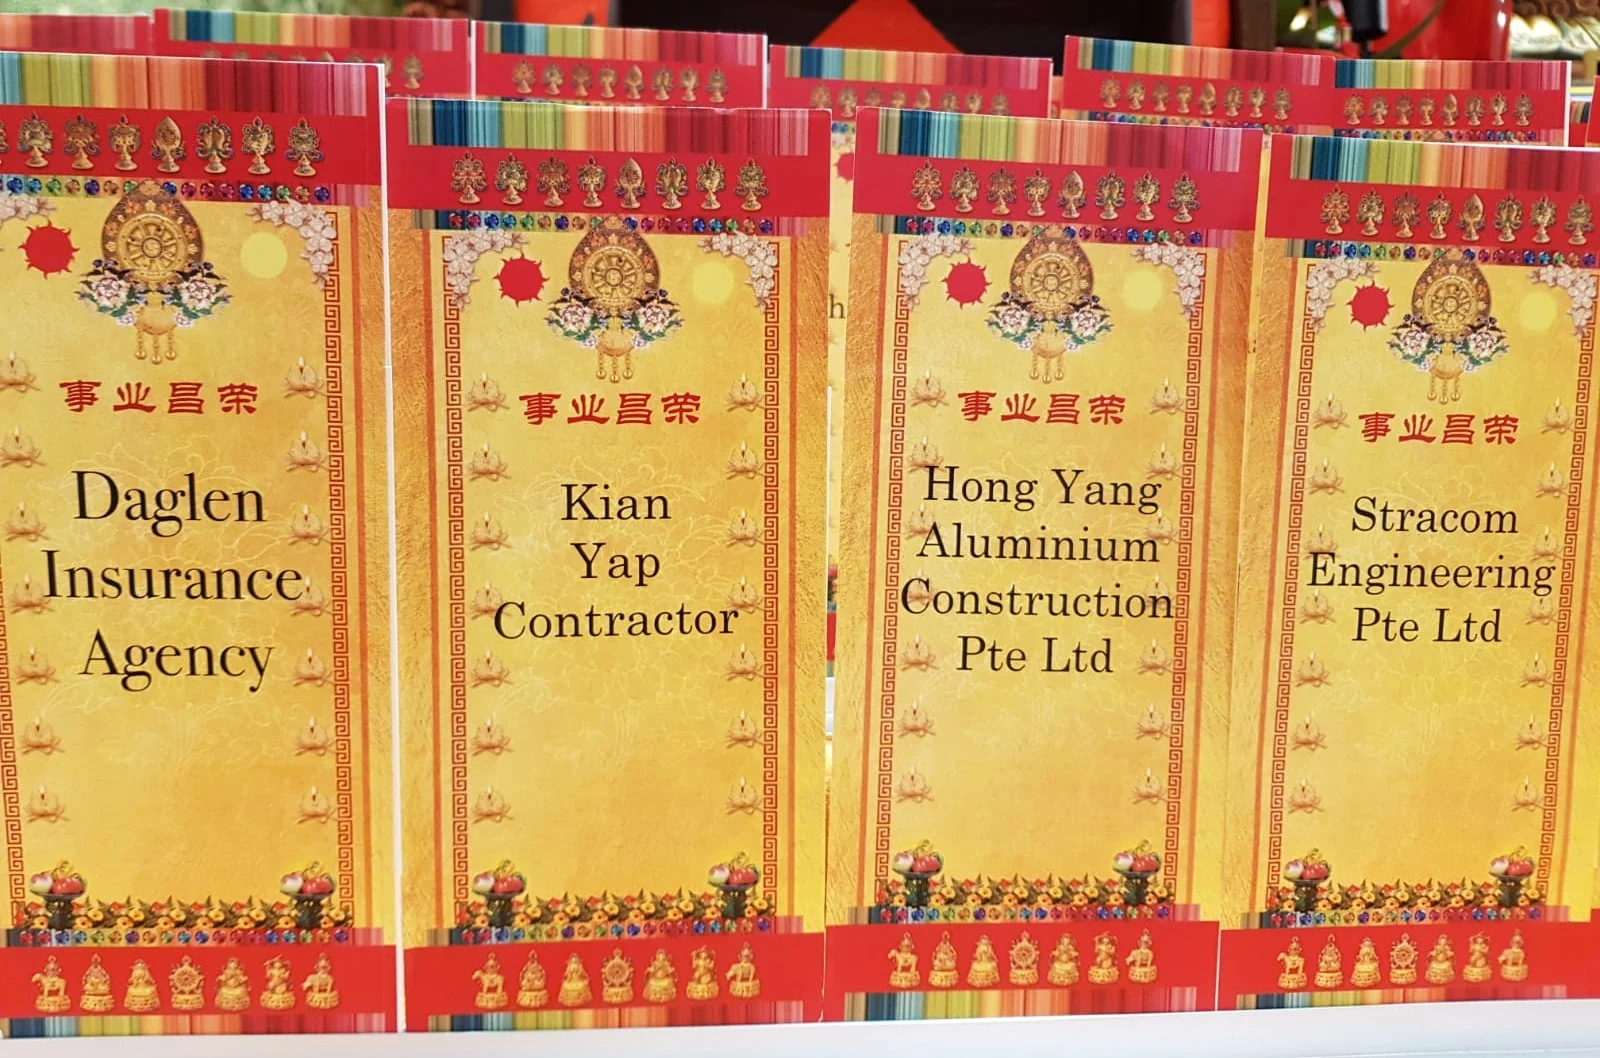 事业昌荣
Daglen
Insurance
Agency
事业昌荣
Kian
Yap
Contractor
事业昌荣
Hong Yang
Aluminium
Construction
Pte Ltd
事业昌荣
Stracom
Engineering
Pte Ltd